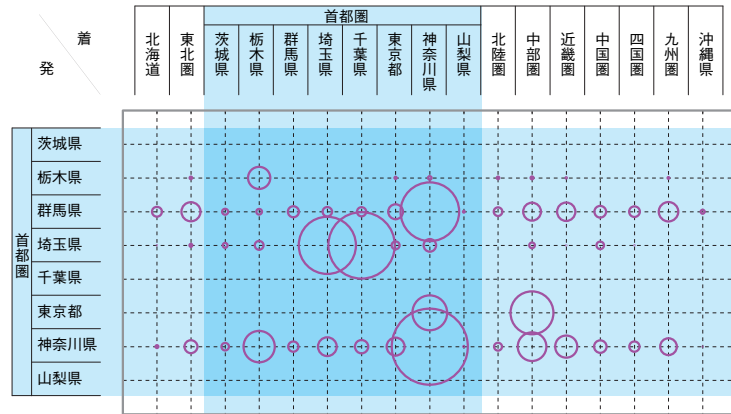 着
発
首都圏
北海道
東北圏
茨城県
栃木県
群馬県
埼玉県
千葉県
東京都
神奈川県
山梨県
北陸圏
中部圏
近畿圏
中国圏
四国圏
九州圏
沖縄県
首都圏
茨城県
栃木県
群馬県
埼玉県
千葉県
東京都
神奈川県
山梨県